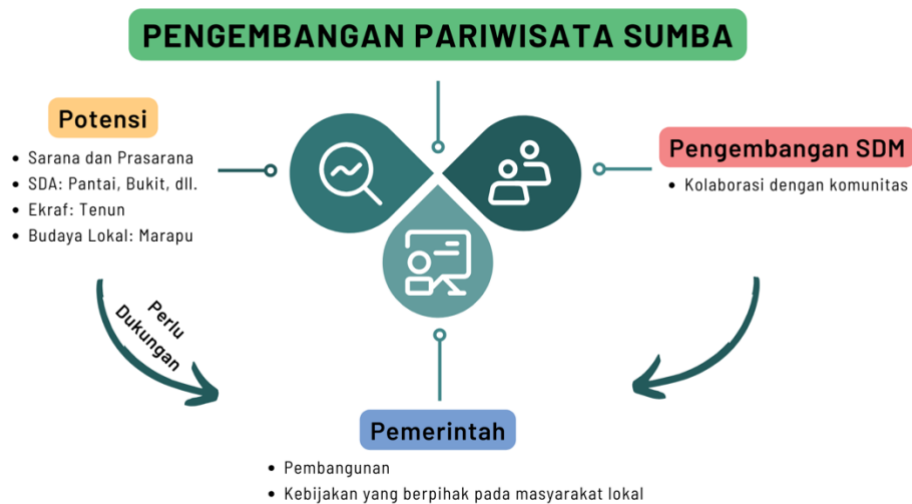 PENGEMBANGAN PARIWISATA SUMBA
Potensi
• Sarana dan Prasarana
• SDA: Pantai, Bukit, dll.
• Ekraf: Tenun
• Budaya Lokal: Marapu
Pengembangan SDM
• Kolaborasi dengan komunitas
Perlu
Dukungan
Pemerintah
• Pembangunan
• Kebijakan yang berpihak pada masyarakat lokal